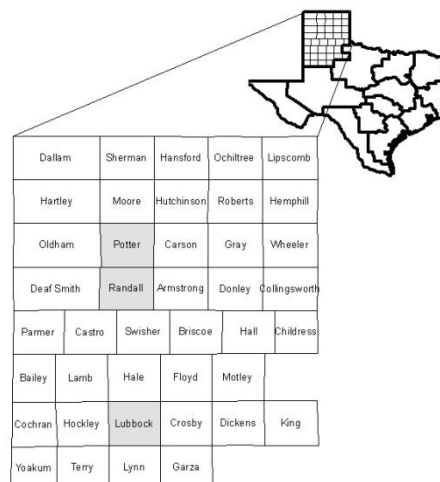 Dallam Sherman Hansford Ochiltree Lipscomb
Hartley Moore Hutchinson Roberts Hemphill
Oldham Potter Carson Gray Wheeler
Deaf Smith Randall Armstrong Donley Collingsworth
Parmer Castro Swisher Briscoe Hall Childress
Bailey Lamb Hale Floyd Motley
Cochran Hockley Lubbock Crosby Dickens King
Yoakum Terry Lynn Garza